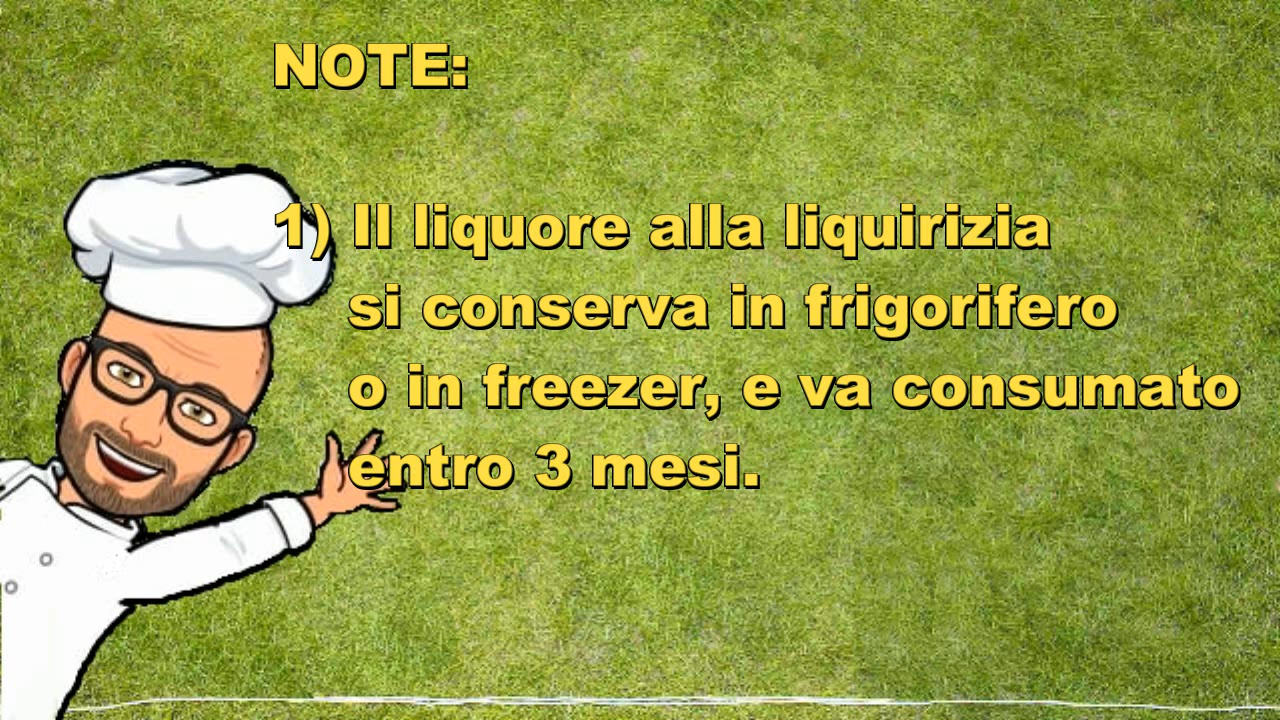 NOTE:
1) Il liquore alla liquirizia
si conserva in frigorifero
o in freezer, e va consumato
entro 3 mesi.